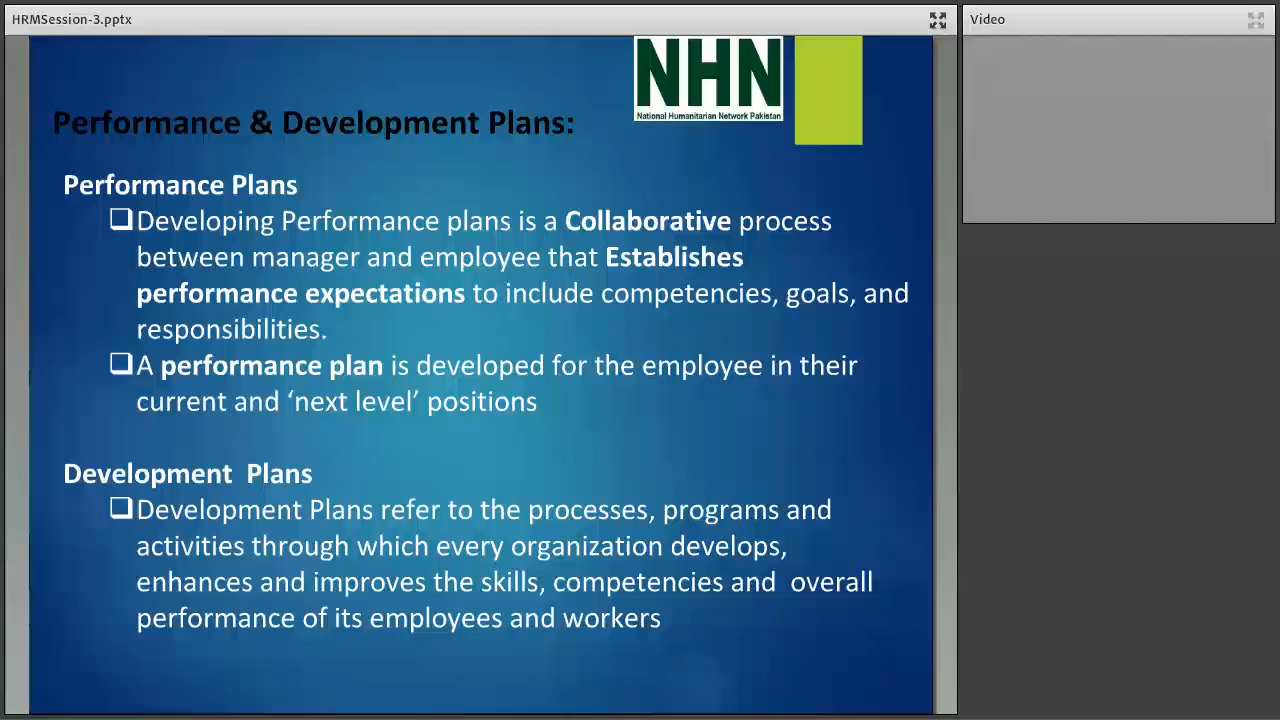 HRMSession-3.pptx
Video
NHN
National Humanitarian Network Pakistan
Performance & Development Plans:
Performance Plans
❑Developing Performance plans is a Collaborative process
between manager and employee that Establishes
performance expectations to include competencies, goals, and
responsibilities.
❑A performance plan is developed for the employee in their
current and ‘next level’ positions
Development  Plans
❑Development Plans refer to the processes, programs and
activities through which every organization develops,
enhances and improves the skills, competencies and  overall
performance of its employees and workers